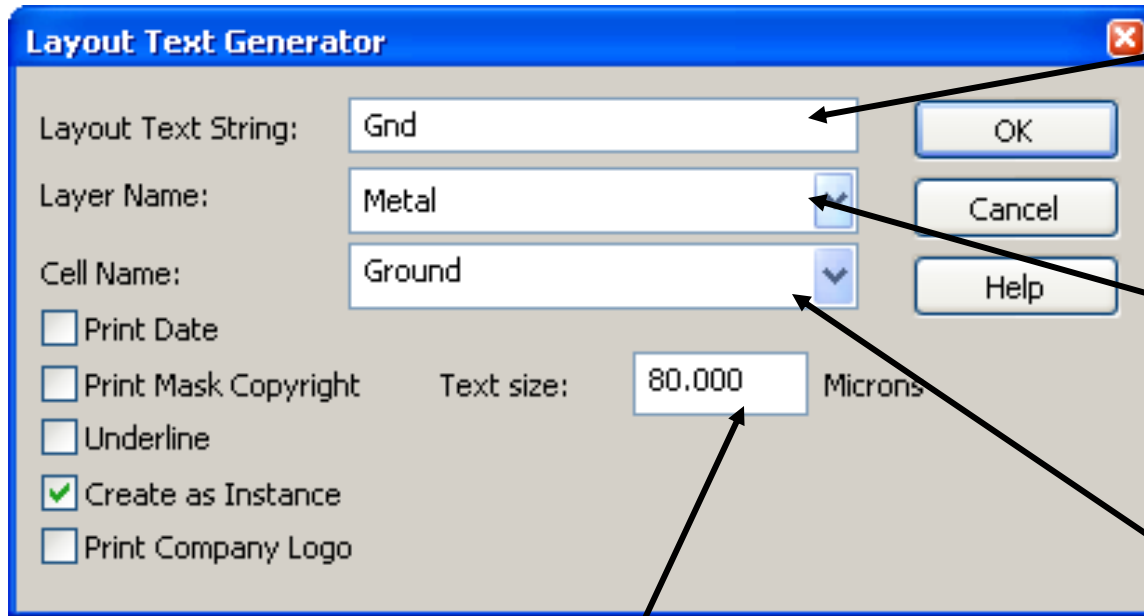 Layout Text Generator
Layout Text String: Gnd OK
Layer Name: Metal Cancel
Cell Name: Ground Help
Print Date
Print Mask Copyright Text size: 80.000 Microns
Underline
Create as Instance
Print Company Logo